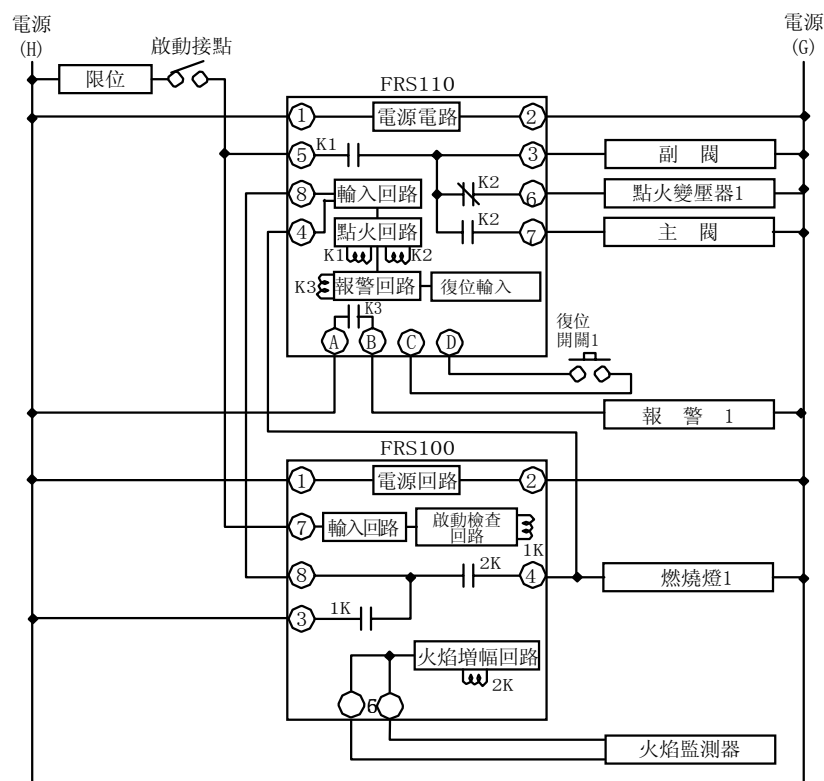 電源
(H)
電源
(G)
啟動接點
限位
FRS110
1
電源電路
2
5
K1
3
副 閥
8
輸入回路
K2
6
點火變壓器1
4
點火回路
K2
7
主 閥
K1
K2
K3
報警回路
復位輸入
K3
A
B
C
D
復位
開關1
報 警 1
FRS100
1
電源回路
2
7
輸入回路
啟動檢查
回路
1K
8
2K
4
燃燒燈1
3
1K
火焰增幅回路
2K
火焰監測器